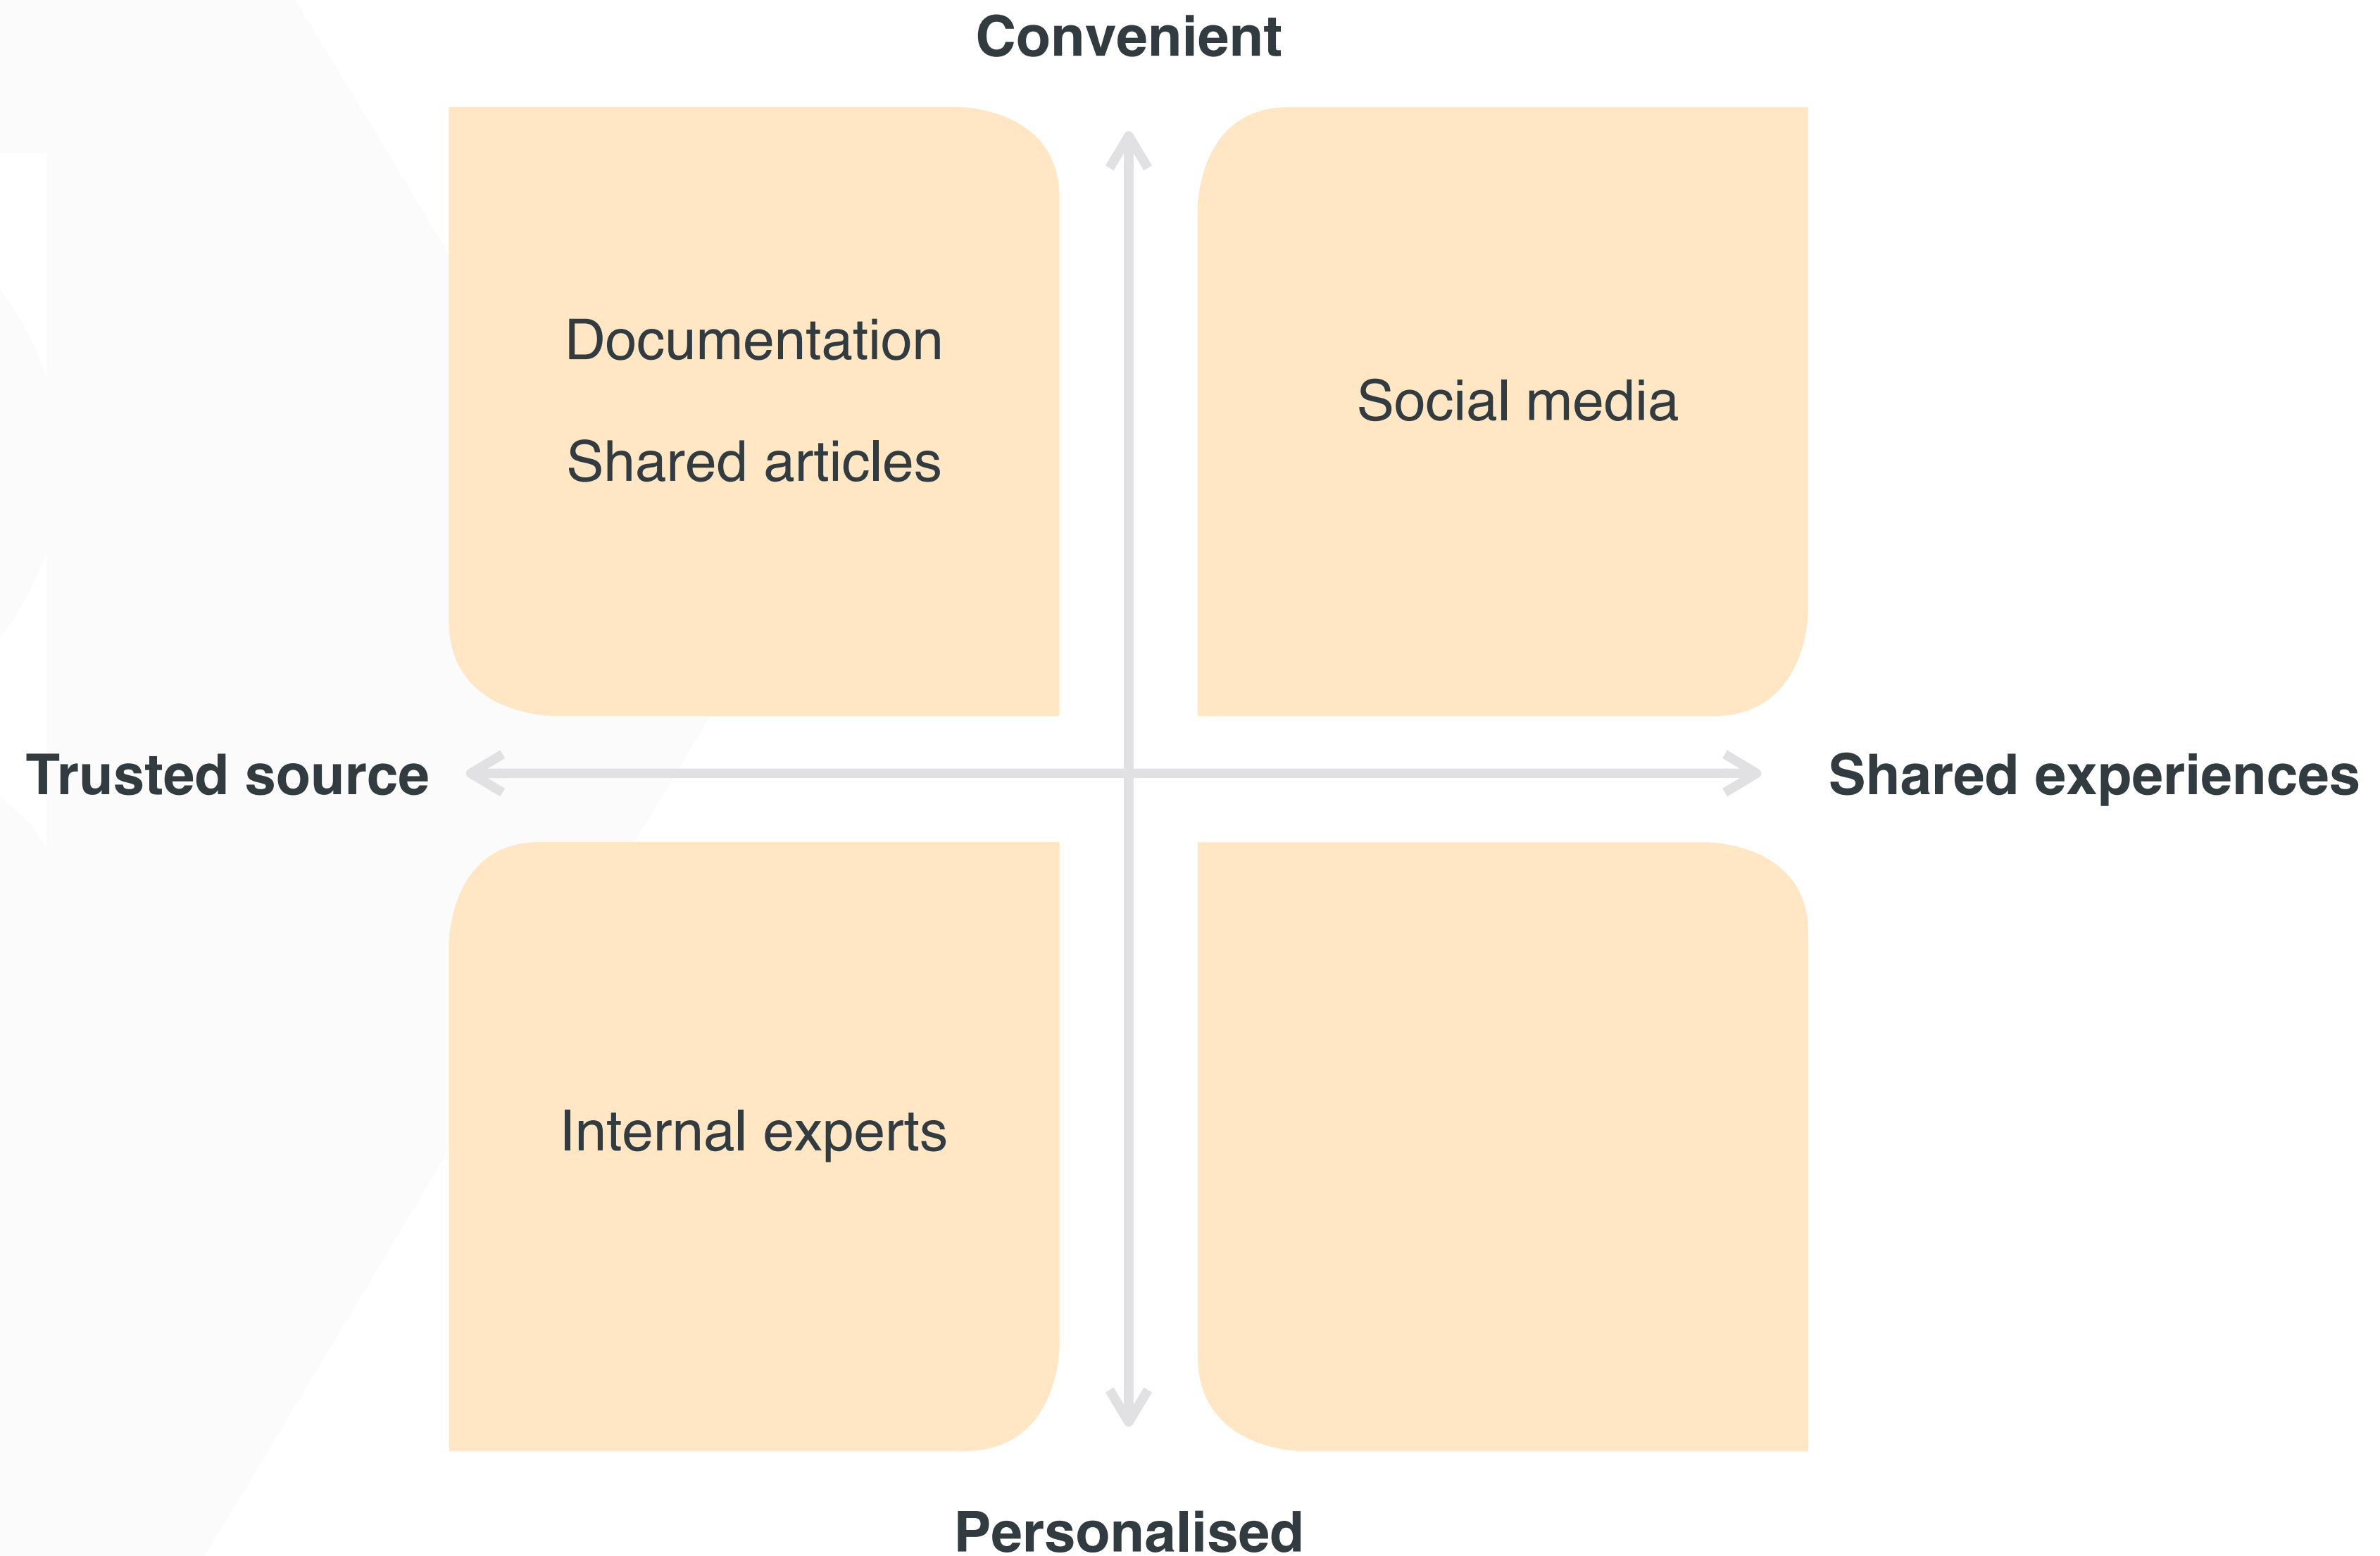 Convenient
Documentation
Shared articles
Social media
Trusted source
Shared experiences
Internal experts
Personalised